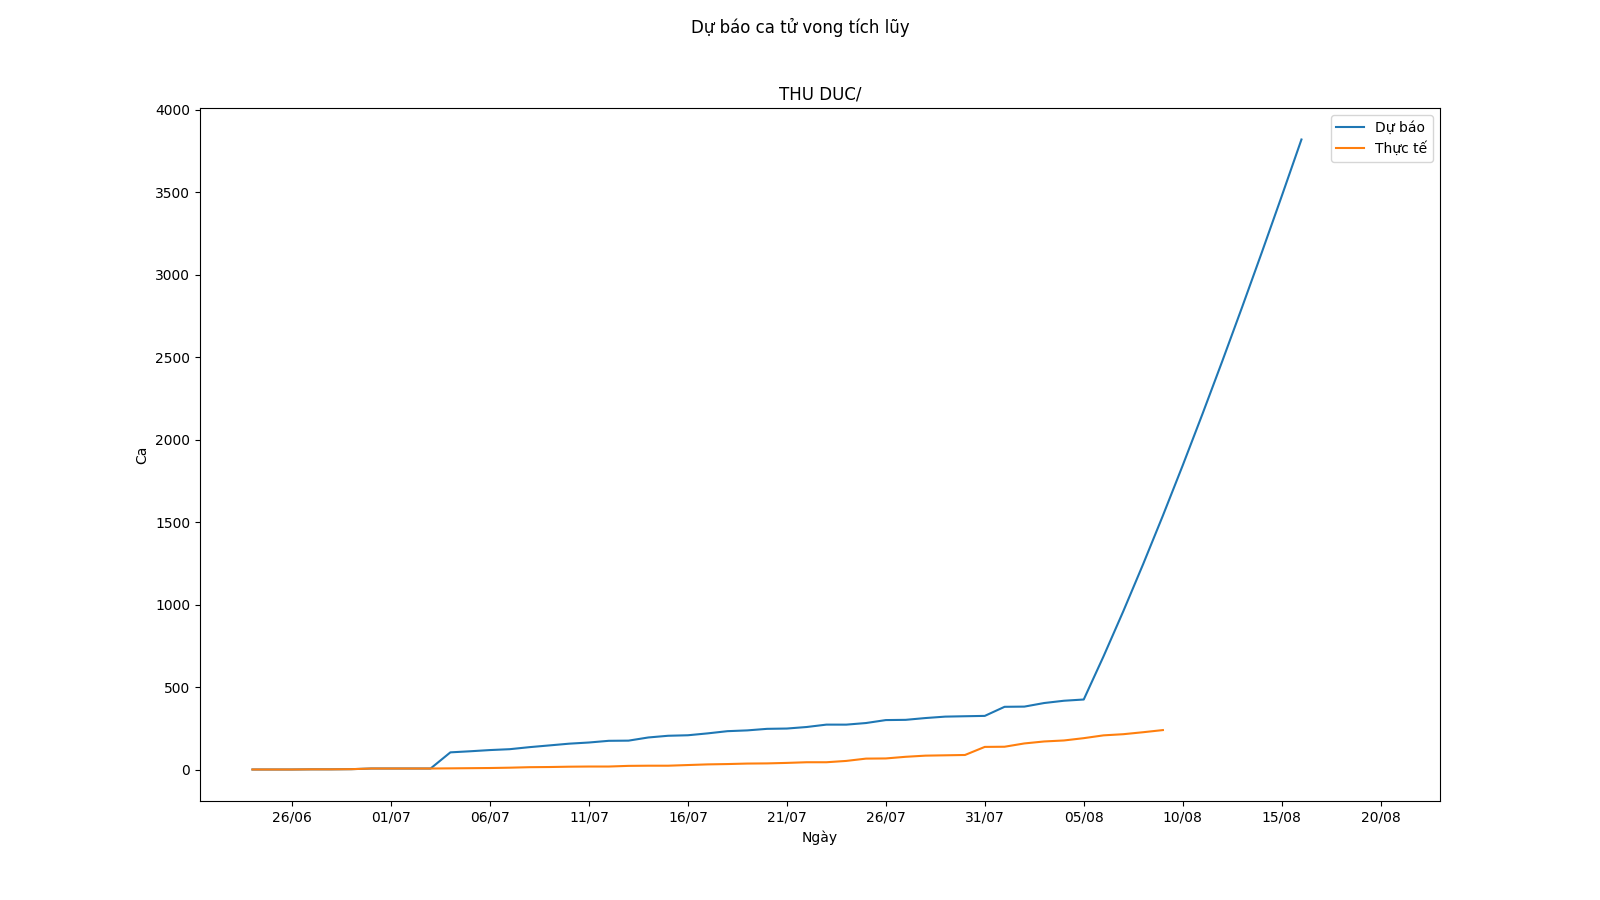 Dự báo ca tử vong tích lũy
THU DUC/
Dự báo
Thực tế
4000
3500
3000
2500
2000
1500
1000
500
0
Ca
26/06 01/07 06/07 11/07 16/07 21/07 26/07 31/07 05/08 10/08 15/08 20/08
Ngày